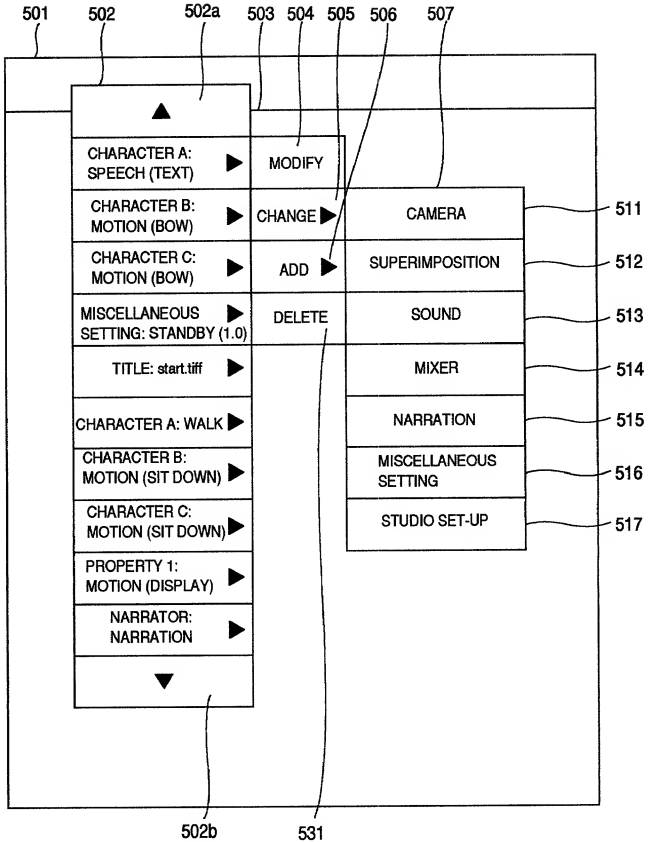 501 502 502a 503 504 505 506 507
CHARACTER A:
SPEECH (TEXT)
MODIFY
CHARACTER B:
MOTION (BOW)
CHANGE
CAMERA
511
CHARACTER C:
MOTION (BOW)
ADD
SUPERIMPOSITION
512
MISCELLANEOUS
SETTING: STANDBY (1.0)
DELETE
SOUND
513
TITLE: start.tiff
MIXER
514
CHARACTER A: WALK
NARRATION
515
CHARACTER B:
MOTION (SIT DOWN)
MISCELLANEOUS
SETTING
516
CHARACTER C:
MOTION (SIT DOWN)
STUDIO SET-UP
517
PROPERTY 1:
MOTION (DISPLAY)
NARRATOR:
NARRATION
502b 531